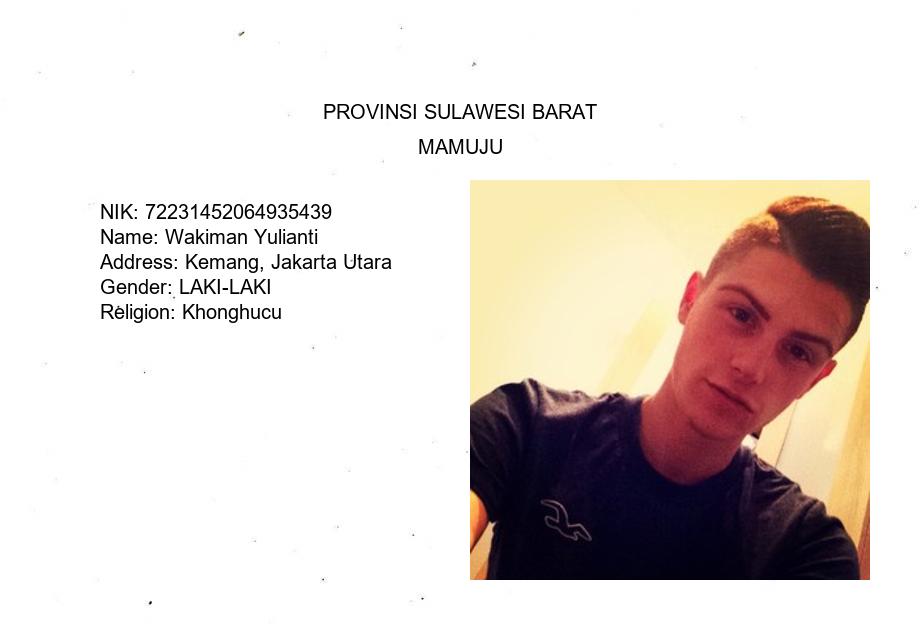 PROVINSI SULAWESI BARAT
MAMUJU
NIK: 72231452064935439
Name: Wakiman Yulianti
Address: Kemang, Jakarta Utara
Gender: LAKI-LAKI
Religion: Khonghucu